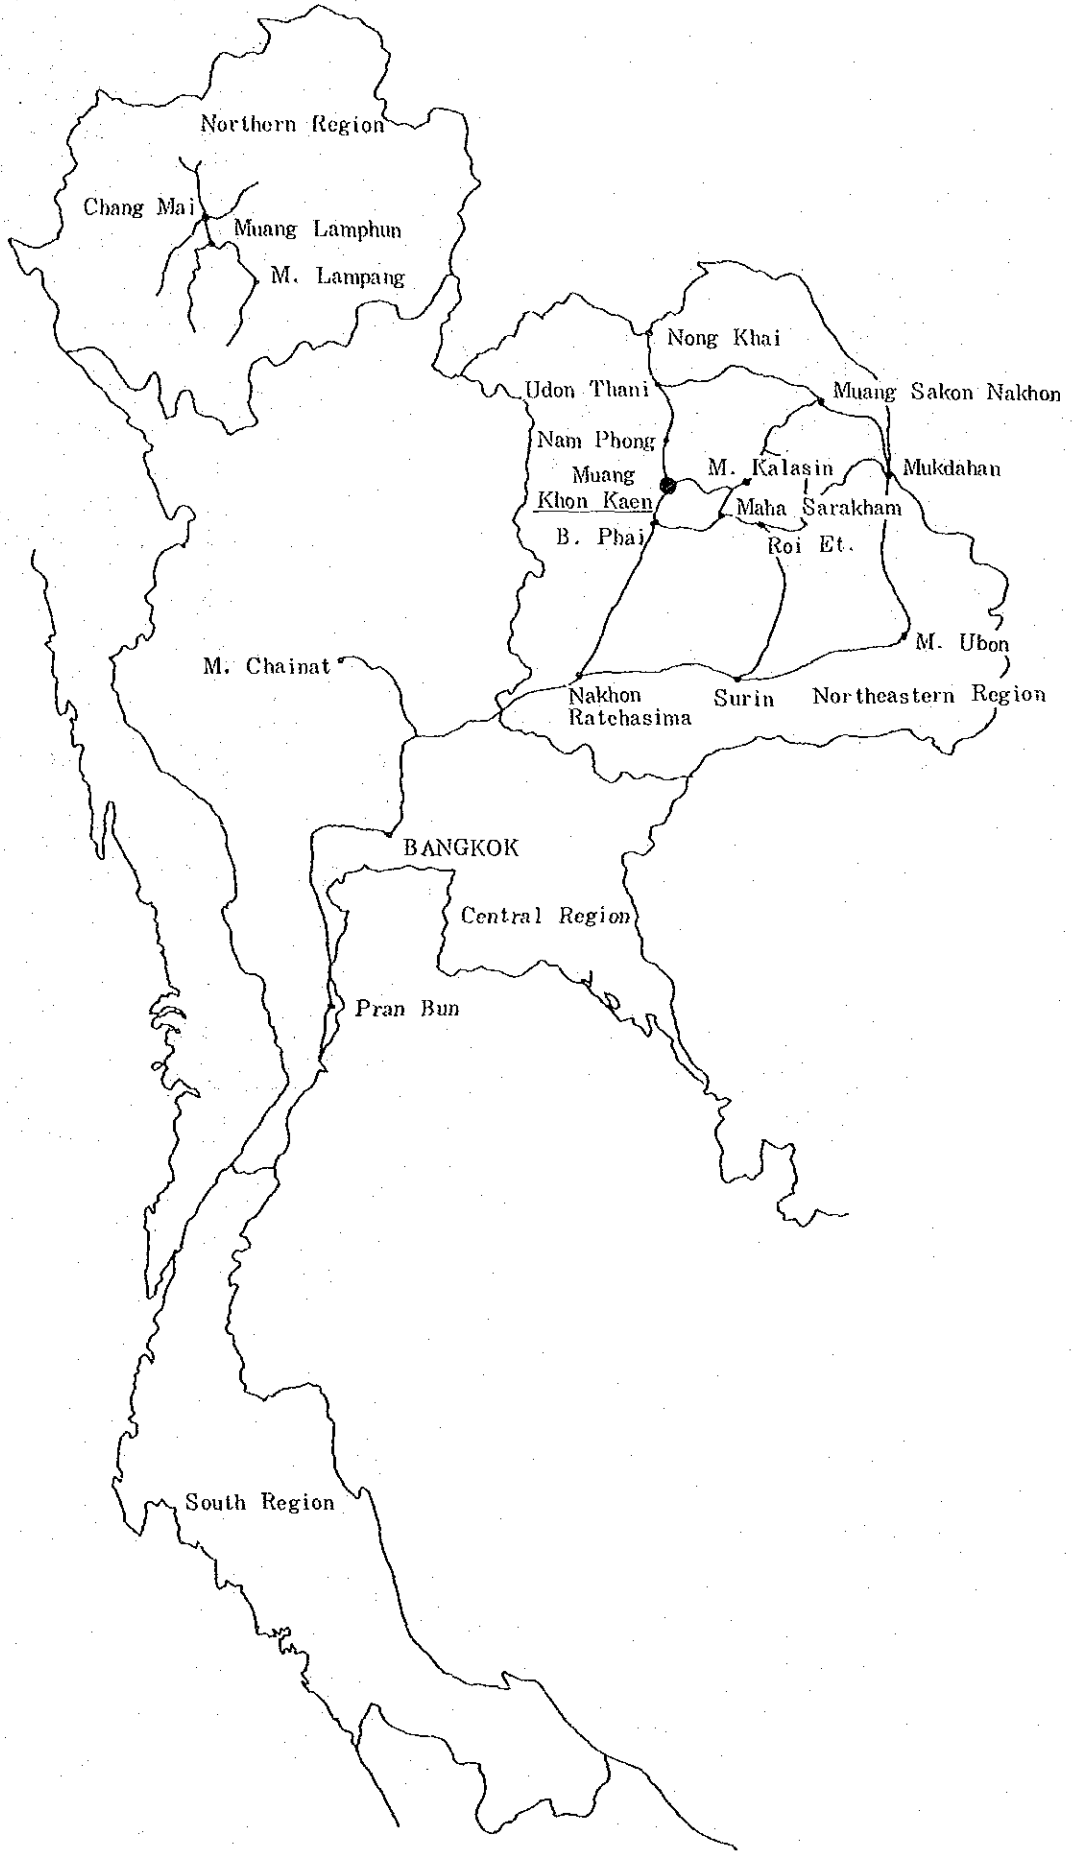 Northern Region
Chang Mai
Muang Lamphun
M. Lampang
Nong Khai
Udon Thani
Muang Sakon Nakhon
Nam Phong
Muang
Khon Kaen
M. Kalasin
Mukdahan
Maha Sarakham
B. Phai
Roi Et.
M. Ubon
M. Chainat
Nakhon
Ratchasima
Surin
Northeastern Region
BANGKOK
Central Region
Pran Bun
South Region